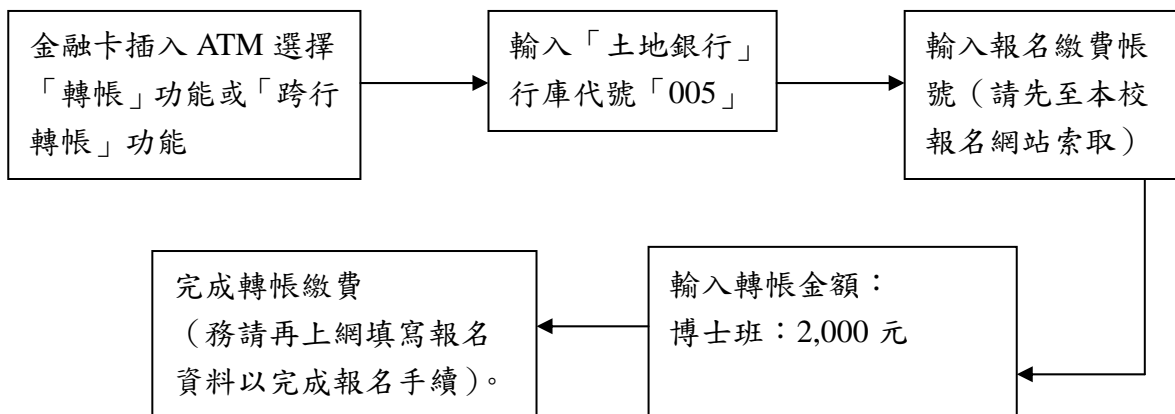 金融卡插入 ATM 選擇
「轉帳」功能或「跨行
轉帳」功能
輸入「土地銀行」
行庫代號「005」
輸入報名繳費帳
號（請先至本校
報名網站索取）
輸入轉帳金額：
博士班：2,000 元
完成轉帳繳費
（務請再上網填寫報名
資料以完成報名手續）。